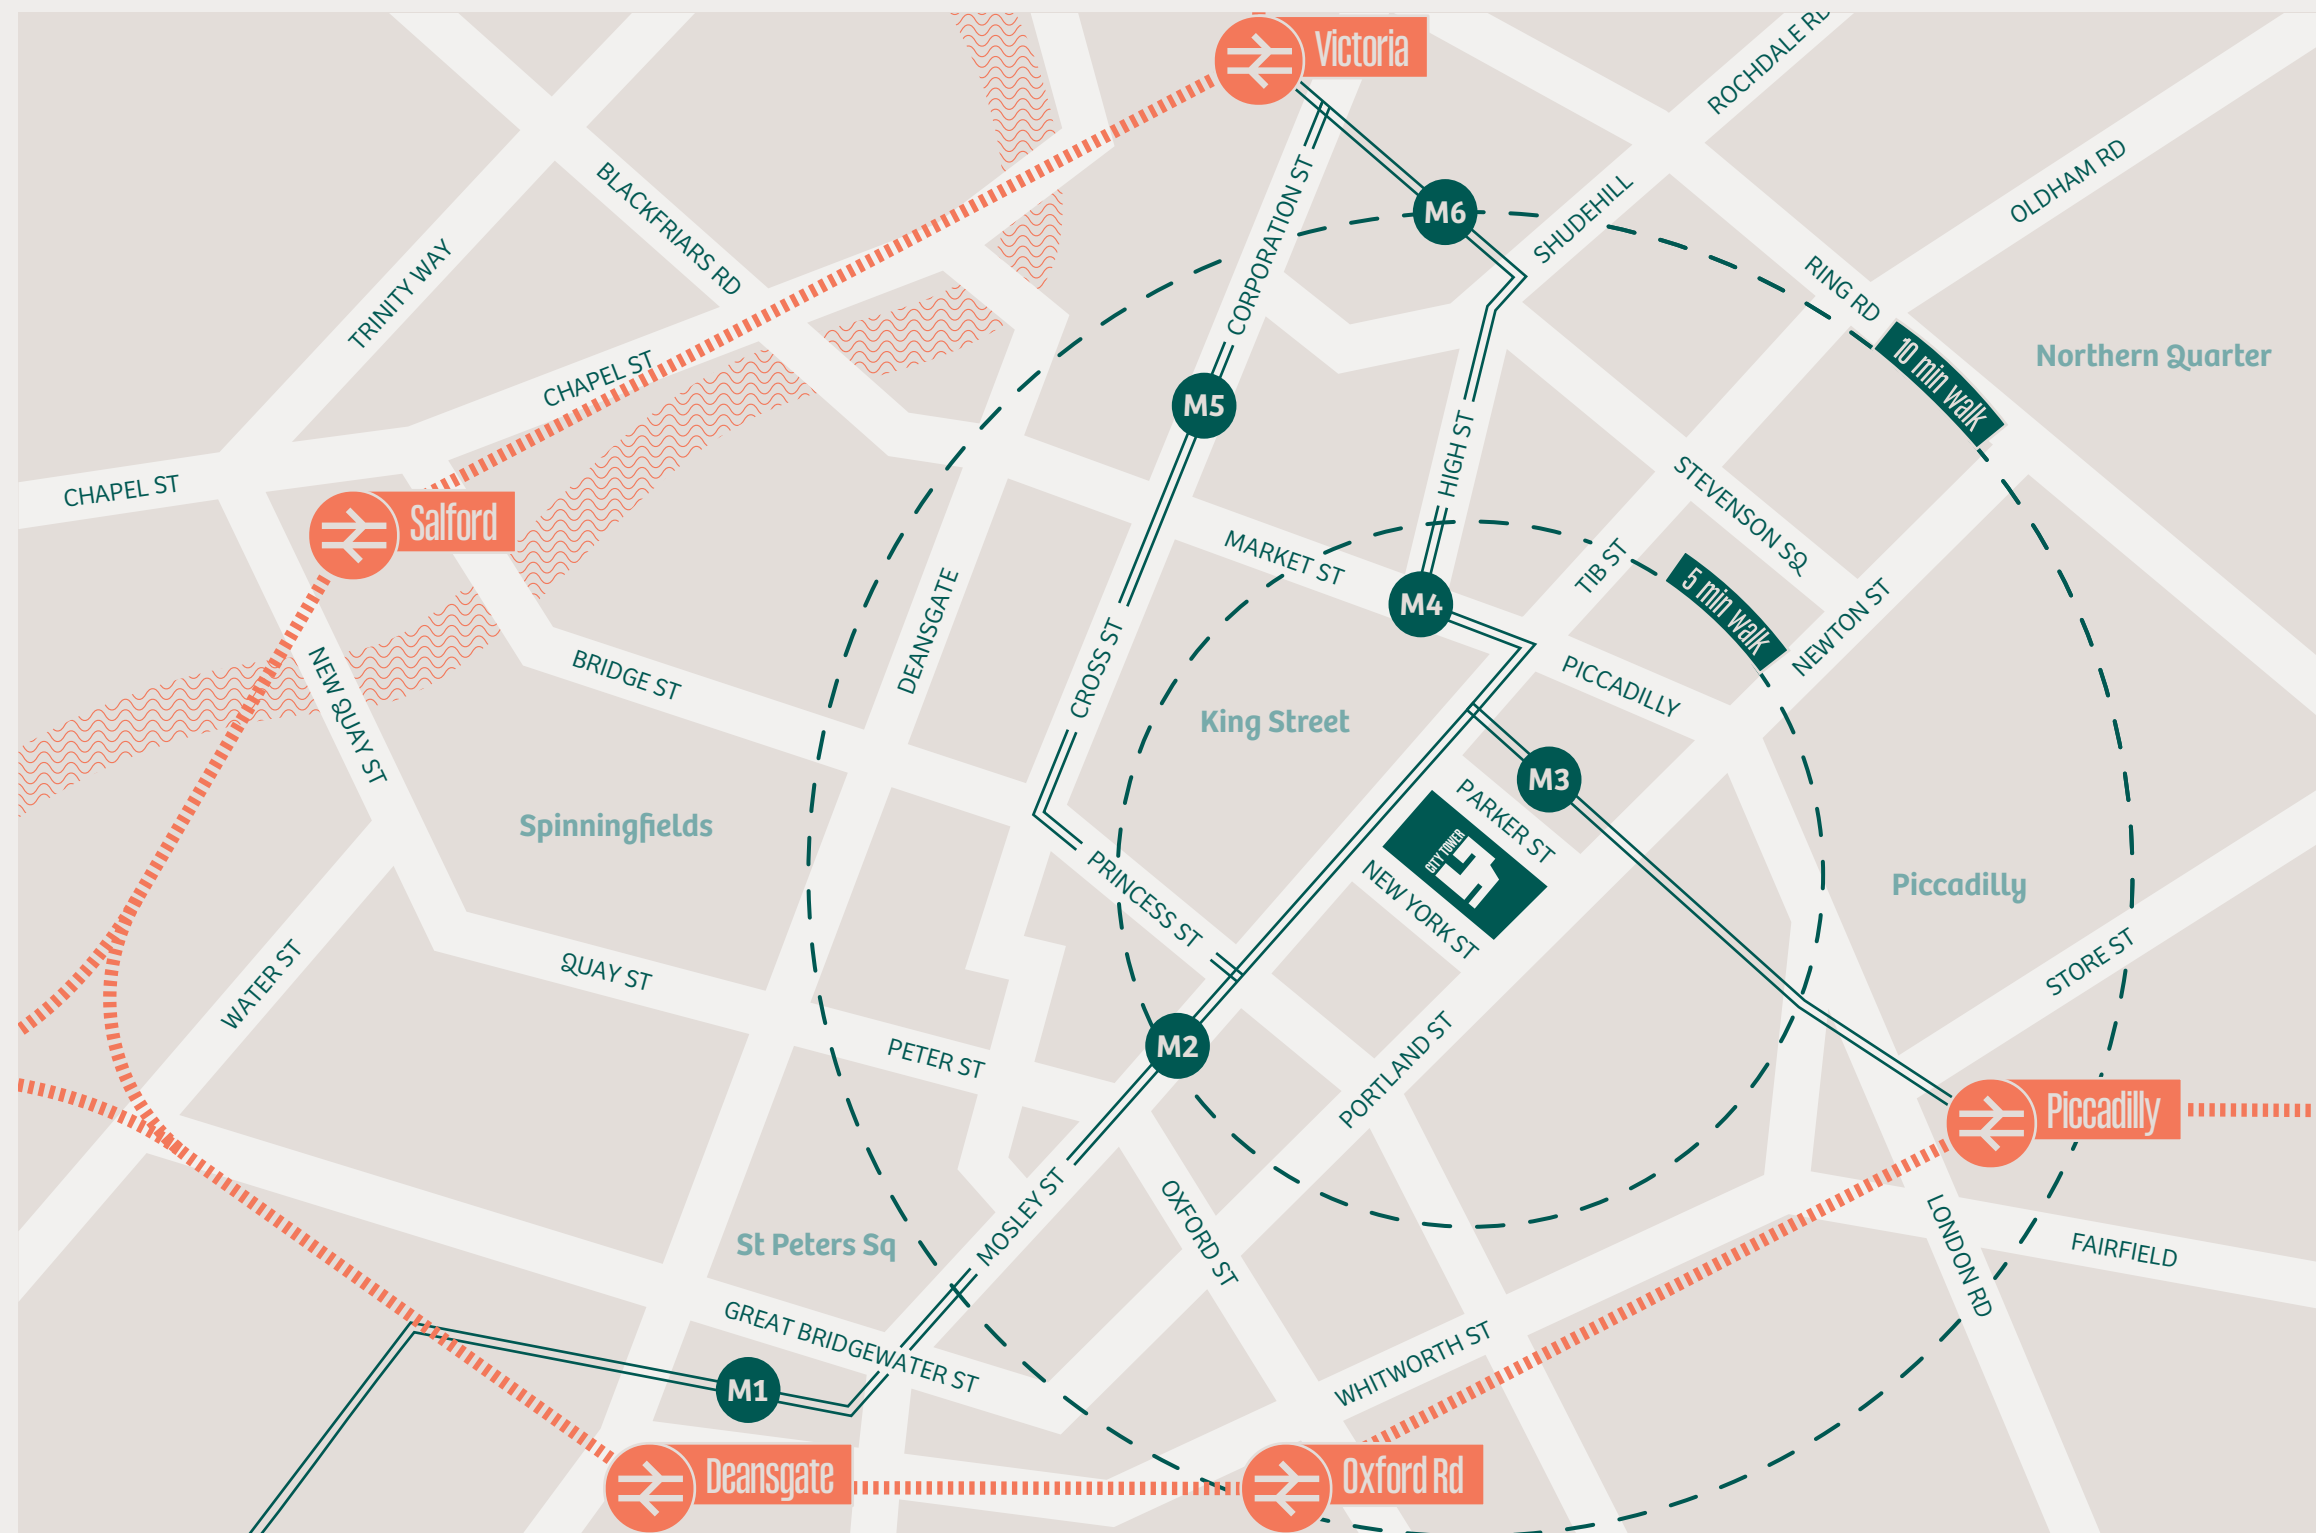 Victoria
ROCHDALE RD
OLDHAM RD
BLACKFRIARS RD
CORPORATION ST
M6
SHUDEHILL
TRINITY WAY
RING RD
CHAPEL ST
10 min walk
Northern Quarter
M5
HIGH ST
CHAPEL ST
STEVENSON SQ
Salford
MARKET ST
TIB ST
5 min walk
M4
DEANSGATE
NEWTON ST
CROSS ST
BRIDGE ST
PICCADILLY
NEW QUAY ST
King Street
M3
Spinningfields
PARKER ST
CITY TOWER
NEW YORK ST
PRINCESS ST
Piccadilly
QUAY ST
WATER ST
STORE ST
M2
PETER ST
PORTLAND ST
Piccadilly
MOSLEY ST
OXFORD ST
St Peters Sq
LONDON RD
FAIRFIELD
GREAT BRIDGEWATER ST
WHITWORTH ST
M1
Deansgate
Oxford Rd